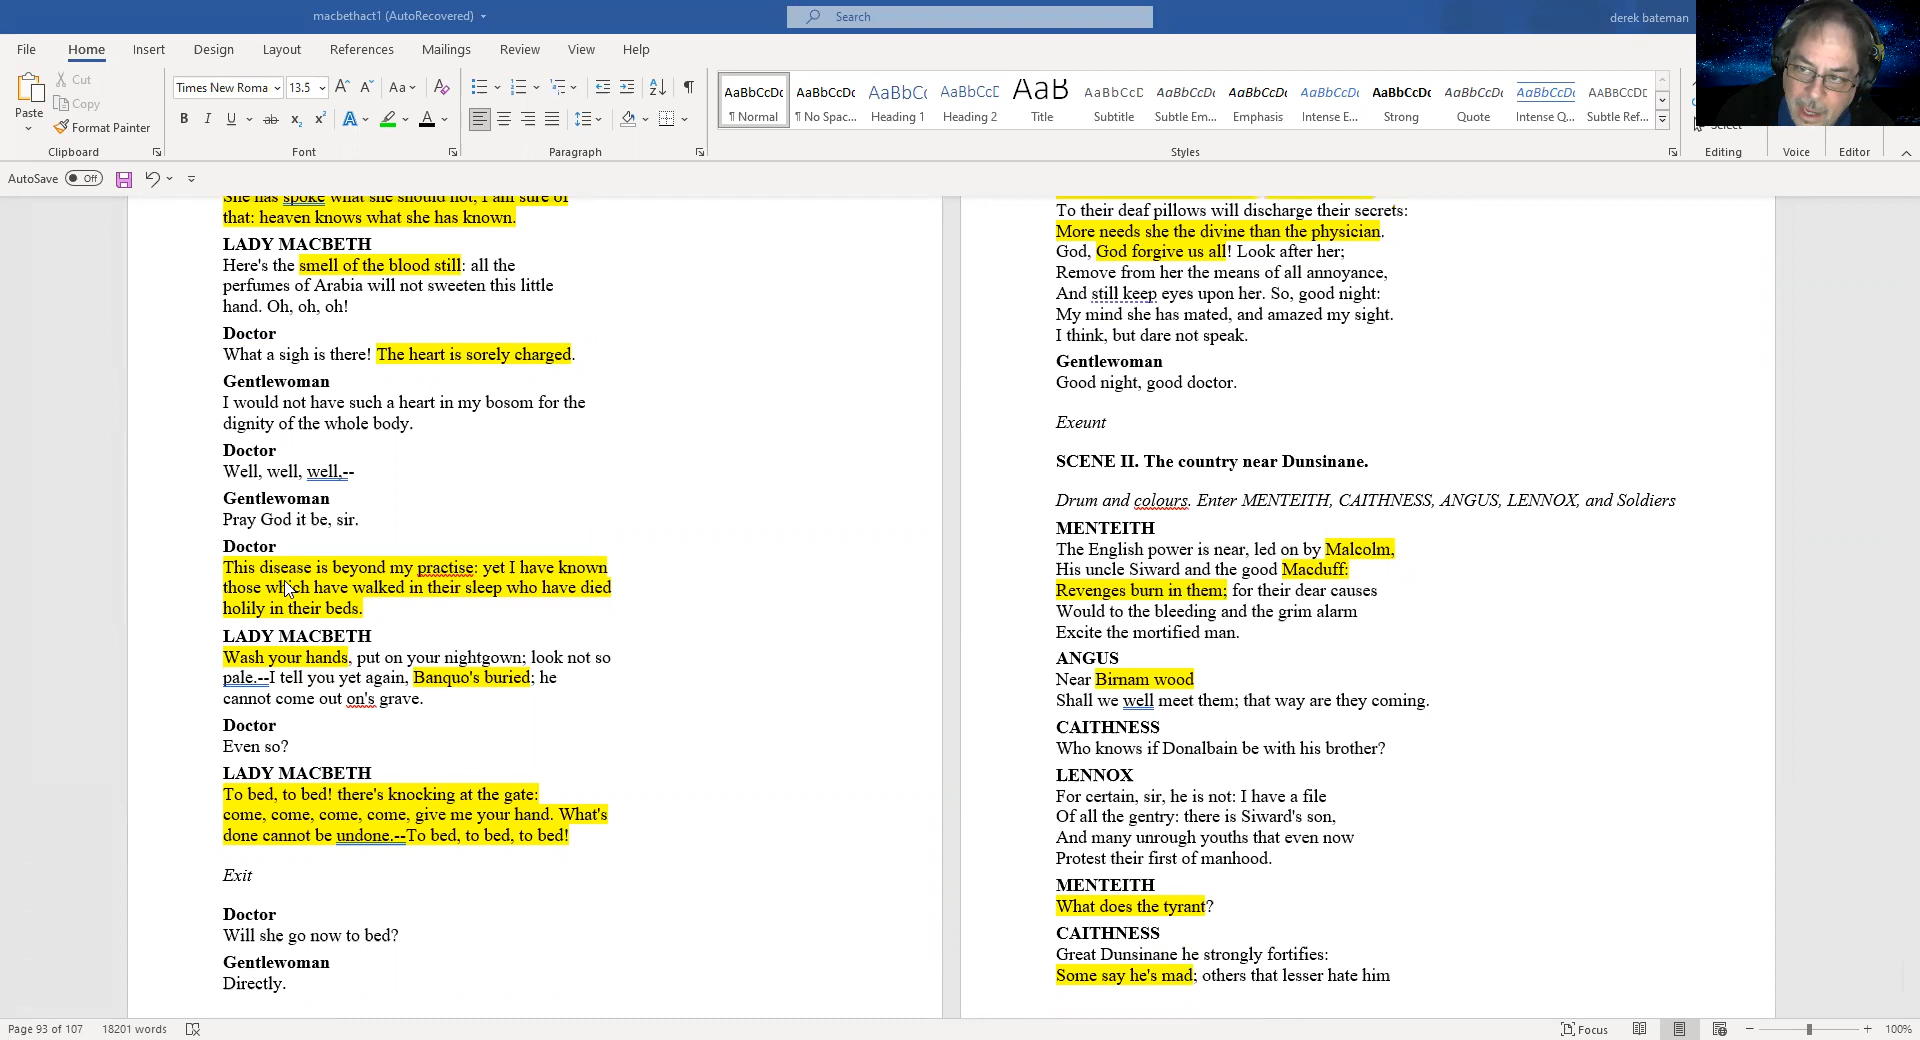 macbethact1 (AutoRecovered)
Search
derek bateman
File Home Insert Design Layout References Mailings Review View Help
Paste
Cut
Copy
Format Painter
Clipboard
Times New Roma 13.5
Font
Paragraph
AaBbCcDc AaBbCcDc AaBbCc AaBbCcE AaB AaBbCcD AaBbCcDc AaBbCcDc AaBbCcDc AaBbCcDc AaBbCcDc AaBbCcDc AaBbCcDc
¶ Normal ¶ No Spac... Heading 1 Heading 2 Title Subtitle Subtle Em... Emphasis Intense E... Strong Quote Intense Q... Subtle Ref...
Styles
Select
Editing
Voice
Editor
AutoSave Off
She has spoke what she should not, I am sure of
that: heaven knows what she has known.
LADY MACBETH
Here's the smell of the blood still: all the
perfumes of Arabia will not sweeten this little
hand. Oh, oh, oh!
Doctor
What a sigh is there! The heart is sorely charged.
Gentlewoman
I would not have such a heart in my bosom for the
dignity of the whole body.
Doctor
Well, well, well,--
Gentlewoman
Pray God it be, sir.
Doctor
This disease is beyond my practise: yet I have known
those which have walked in their sleep who have died
holily in their beds.
LADY MACBETH
Wash your hands, put on your nightgown; look not so
pale.--I tell you yet again, Banquo's buried; he
cannot come out on's grave.
Doctor
Even so?
LADY MACBETH
To bed, to bed! there's knocking at the gate:
come, come, come, come, give me your hand. What's
done cannot be undone.--To bed, to bed, to bed!
Exit
Doctor
Will she go now to bed?
Gentlewoman
Directly.
To their deaf pillows will discharge their secrets:
More needs she the divine than the physician.
God, God forgive us all! Look after her;
Remove from her the means of all annoyance,
And still keep eyes upon her. So, good night:
My mind she has mated, and amazed my sight.
I think, but dare not speak.
Gentlewoman
Good night, good doctor.
Exeunt
SCENE II. The country near Dunsinane.
Drum and colours. Enter MENTEITH, CAITHNESS, ANGUS, LENNOX, and Soldiers
MENTEITH
The English power is near, led on by Malcolm,
His uncle Siward and the good Macduff:
Revenges burn in them; for their dear causes
Would to the bleeding and the grim alarm
Excite the mortified man.
ANGUS
Near Birnam wood
Shall we well meet them; that way are they coming.
CAITHNESS
Who knows if Donalbain be with his brother?
LENNOX
For certain, sir, he is not: I have a file
Of all the gentry: there is Siward's son,
And many unrough youths that even now
Protest their first of manhood.
MENTEITH
What does the tyrant?
CAITHNESS
Great Dunsinane he strongly fortifies:
Some say he's mad; others that lesser hate him
Page 93 of 107 18201 words
Focus
100%